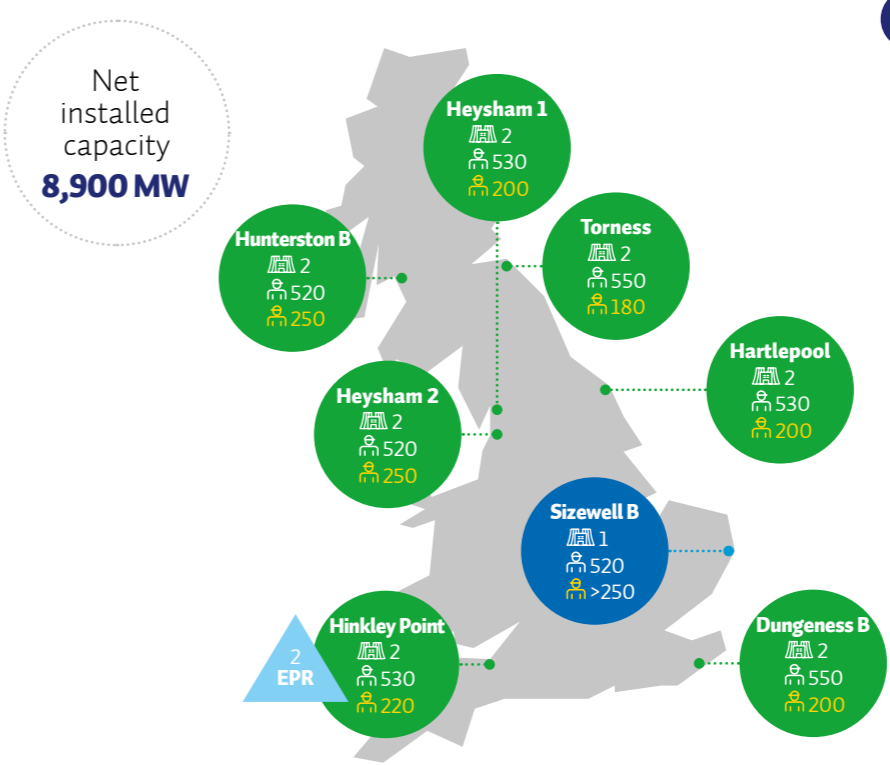 Net
installed
capacity
8,900 MW
Heysham 1
2
530
200
Torness
2
550
180
Hunterston B
2
520
250
Hartlepool
2
530
200
Heysham 2
2
520
250
Sizewell B
1
520
>250
2
EPR
Hinkley Point
2
530
220
Dungeness B
2
550
200